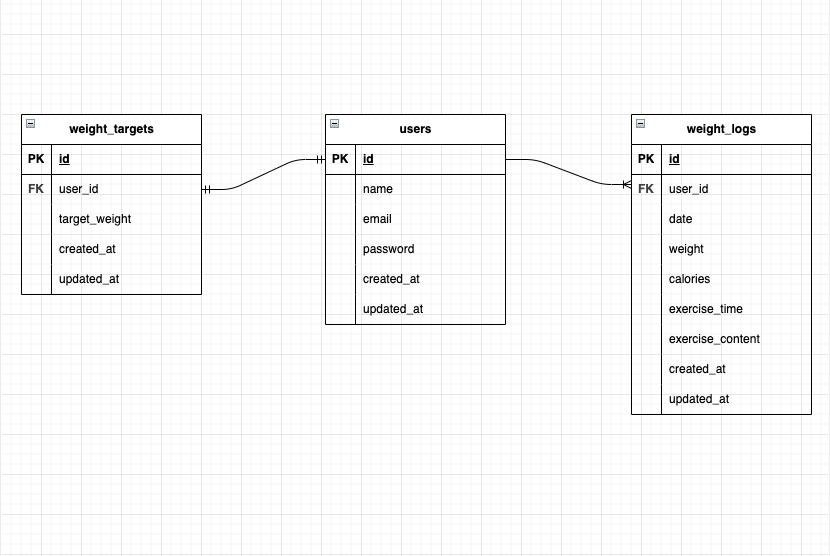 weight_targets
PK id
FK user_id
target_weight
created_at
updated_at
users
PK id
name
email
password
created_at
updated_at
weight_logs
PK id
FK user_id
date
weight
calories
exercise_time
exercise_content
created_at
updated_at